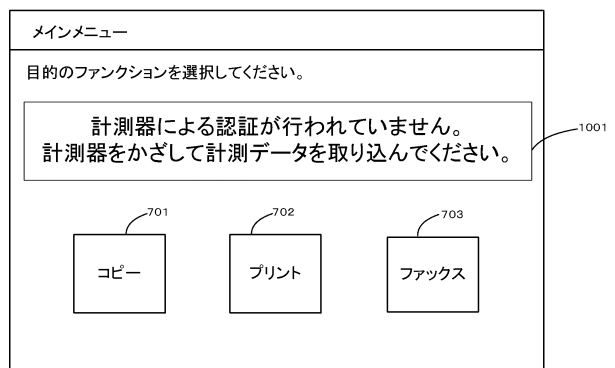 メインメニュー
目的のファンクションを選択してください。
計測器による認証が行われていません。
計測器をかざして計測データを取り込んでください。
1001
701
702
703
コピー
プリント
ファックス